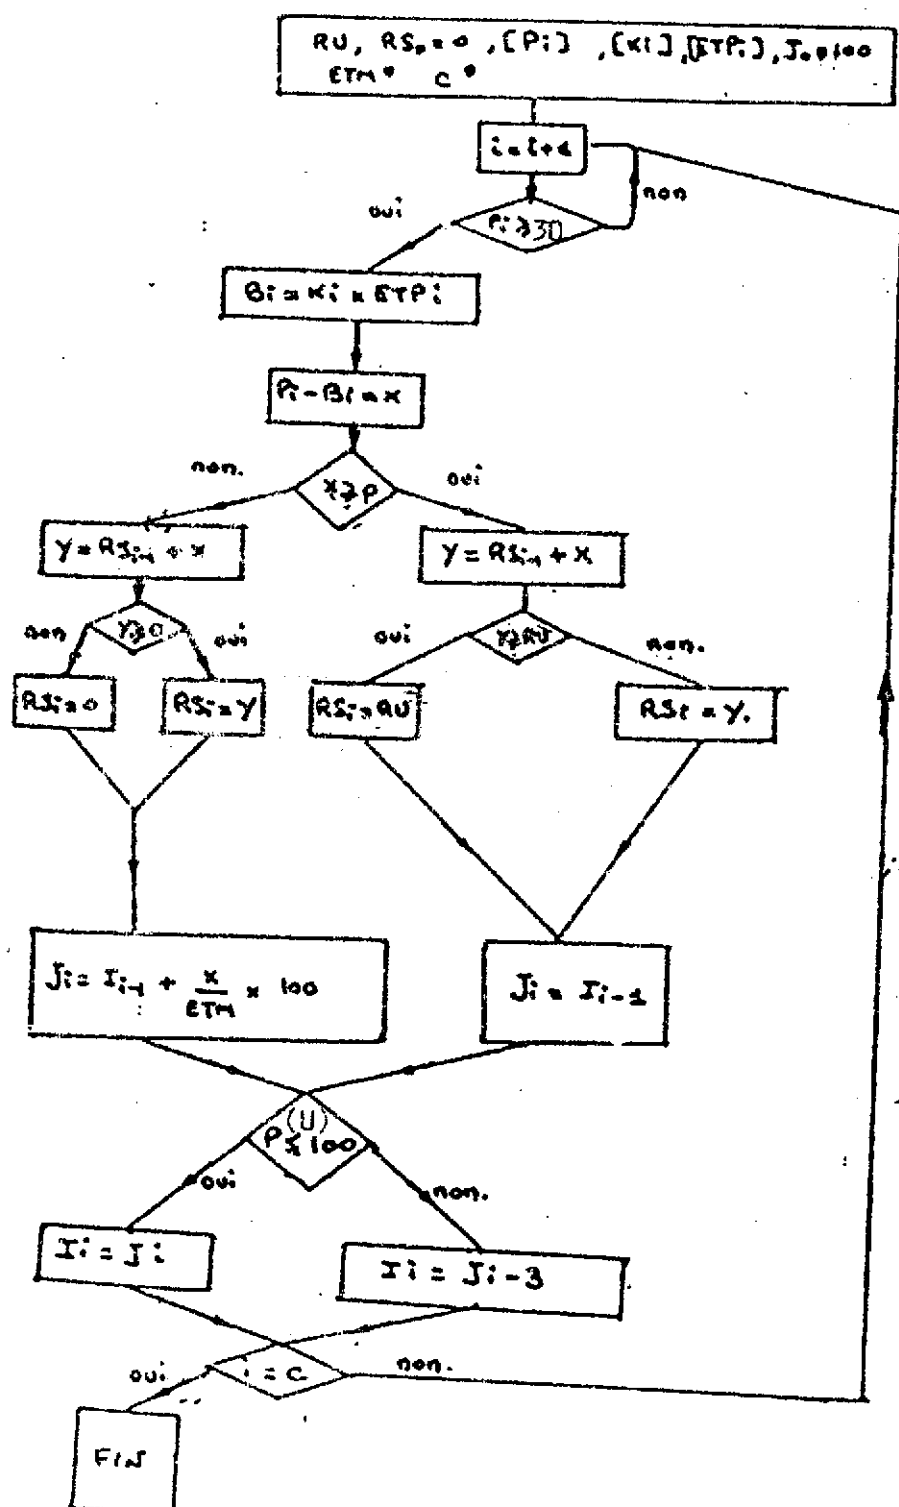 RU, RS₀=0, [Pi], [Ki], [ETPi], J₀=100
ETM C
i=i+1
non
oui
Pi≥30
Bi=Ki×ETPi
Pi-Bi=x
non.
oui
Y=RSi-1+x
Y=RSi-1+x
non
Y≥0
oui
oui
Y≥RU
non.
RSi=0
RSi=Y
RSi=RU
RSi=Y.
Ji=Ii-1+x/ETM×100
Ji=Ii-1
(U)
P≤100
oui
non.
Ii=Ji
Ii=Ji-3
oui
i=C
non.
FIN